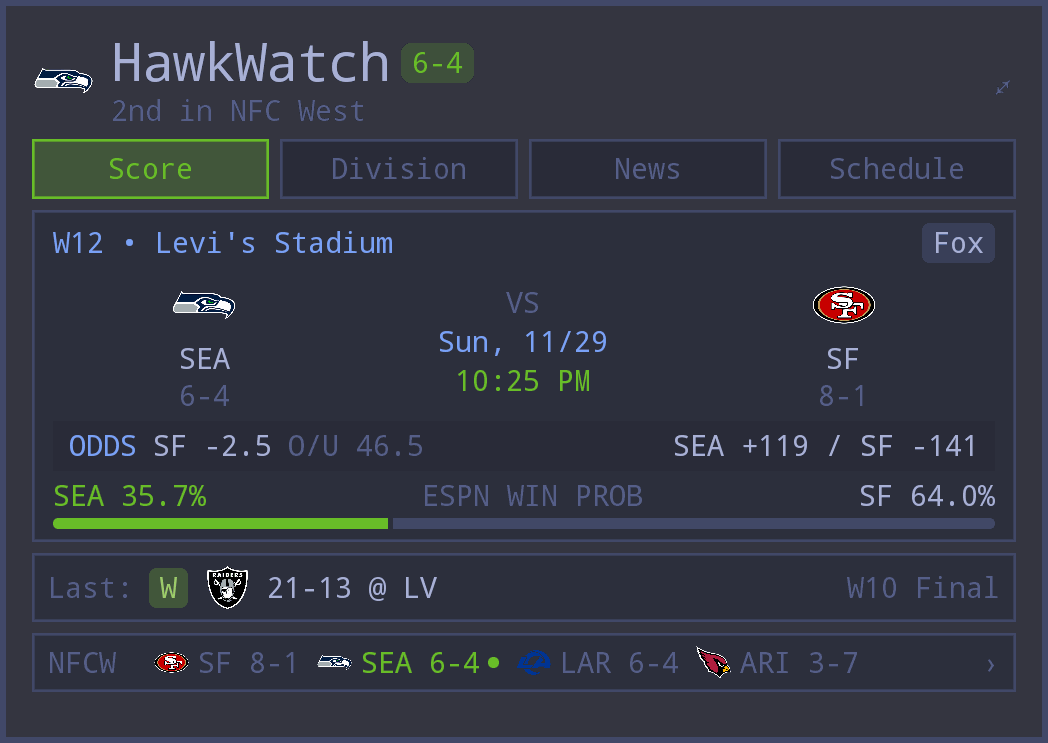 HawkWatch 6-4
2nd in NFC West
Score Division News Schedule
W12 • Levi's Stadium Fox
VS
Sun, 11/29
10:25 PM
SEA SF
6-4 8-1
ODDS SF -2.5 O/U 46.5 SEA +119 / SF -141
SEA 35.7% ESPN WIN PROB SF 64.0%
Last: W RAIDERS 21-13 @ LV W10 Final
NFCW SF 8-1 SEA 6-4 • LAR 6-4 ARI 3-7 ›